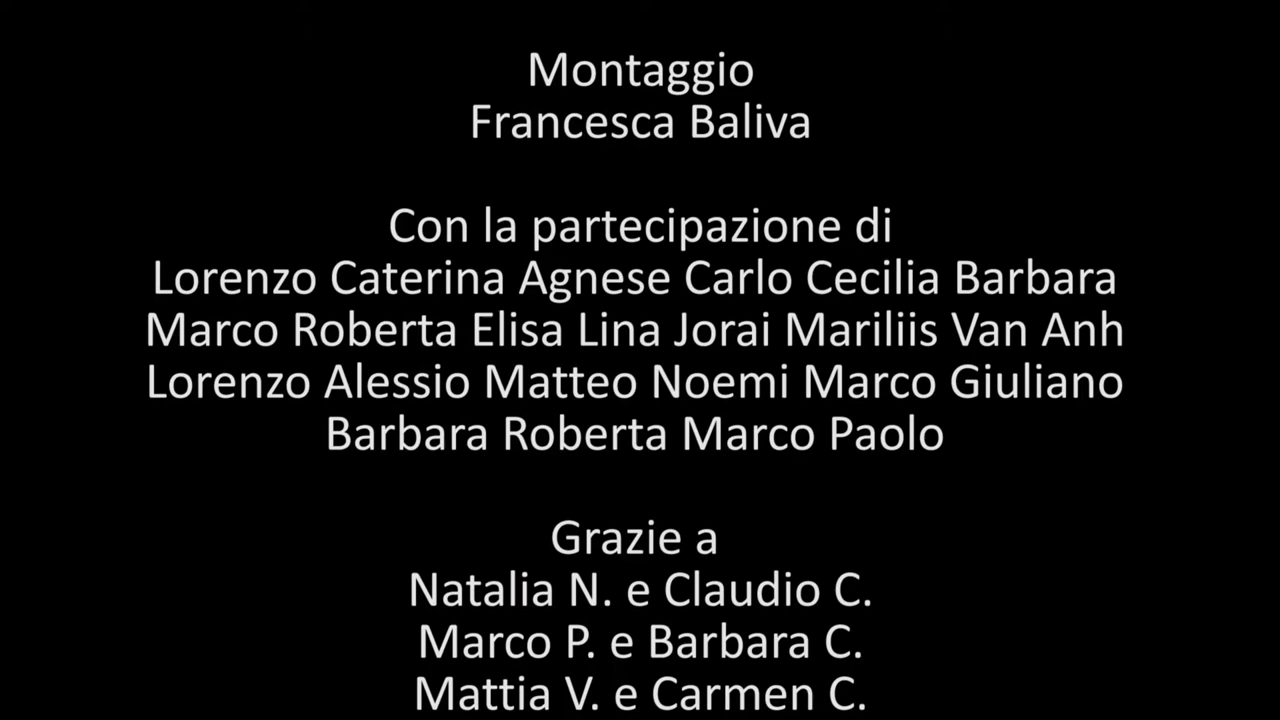 Montaggio
Francesca Baliva
Con la partecipazione di
Lorenzo Caterina Agnese Carlo Cecilia Barbara
Marco Roberta Elisa Lina Jorai Mariliis Van Anh
Lorenzo Alessio Matteo Noemi Marco Giuliano
Barbara Roberta Marco Paolo
Grazie a
Natalia N. e Claudio C.
Marco P. e Barbara C.
Mattia V. e Carmen C.